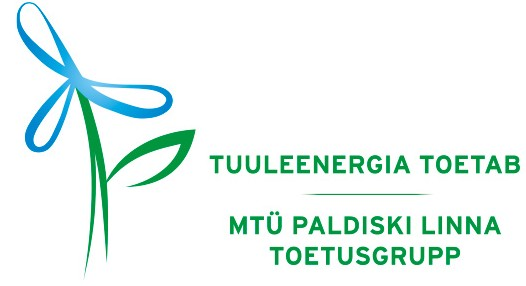 TUULEENERGIA TOETAB
MTÜ PALDISKI LINNA
TOETUSGRUPP